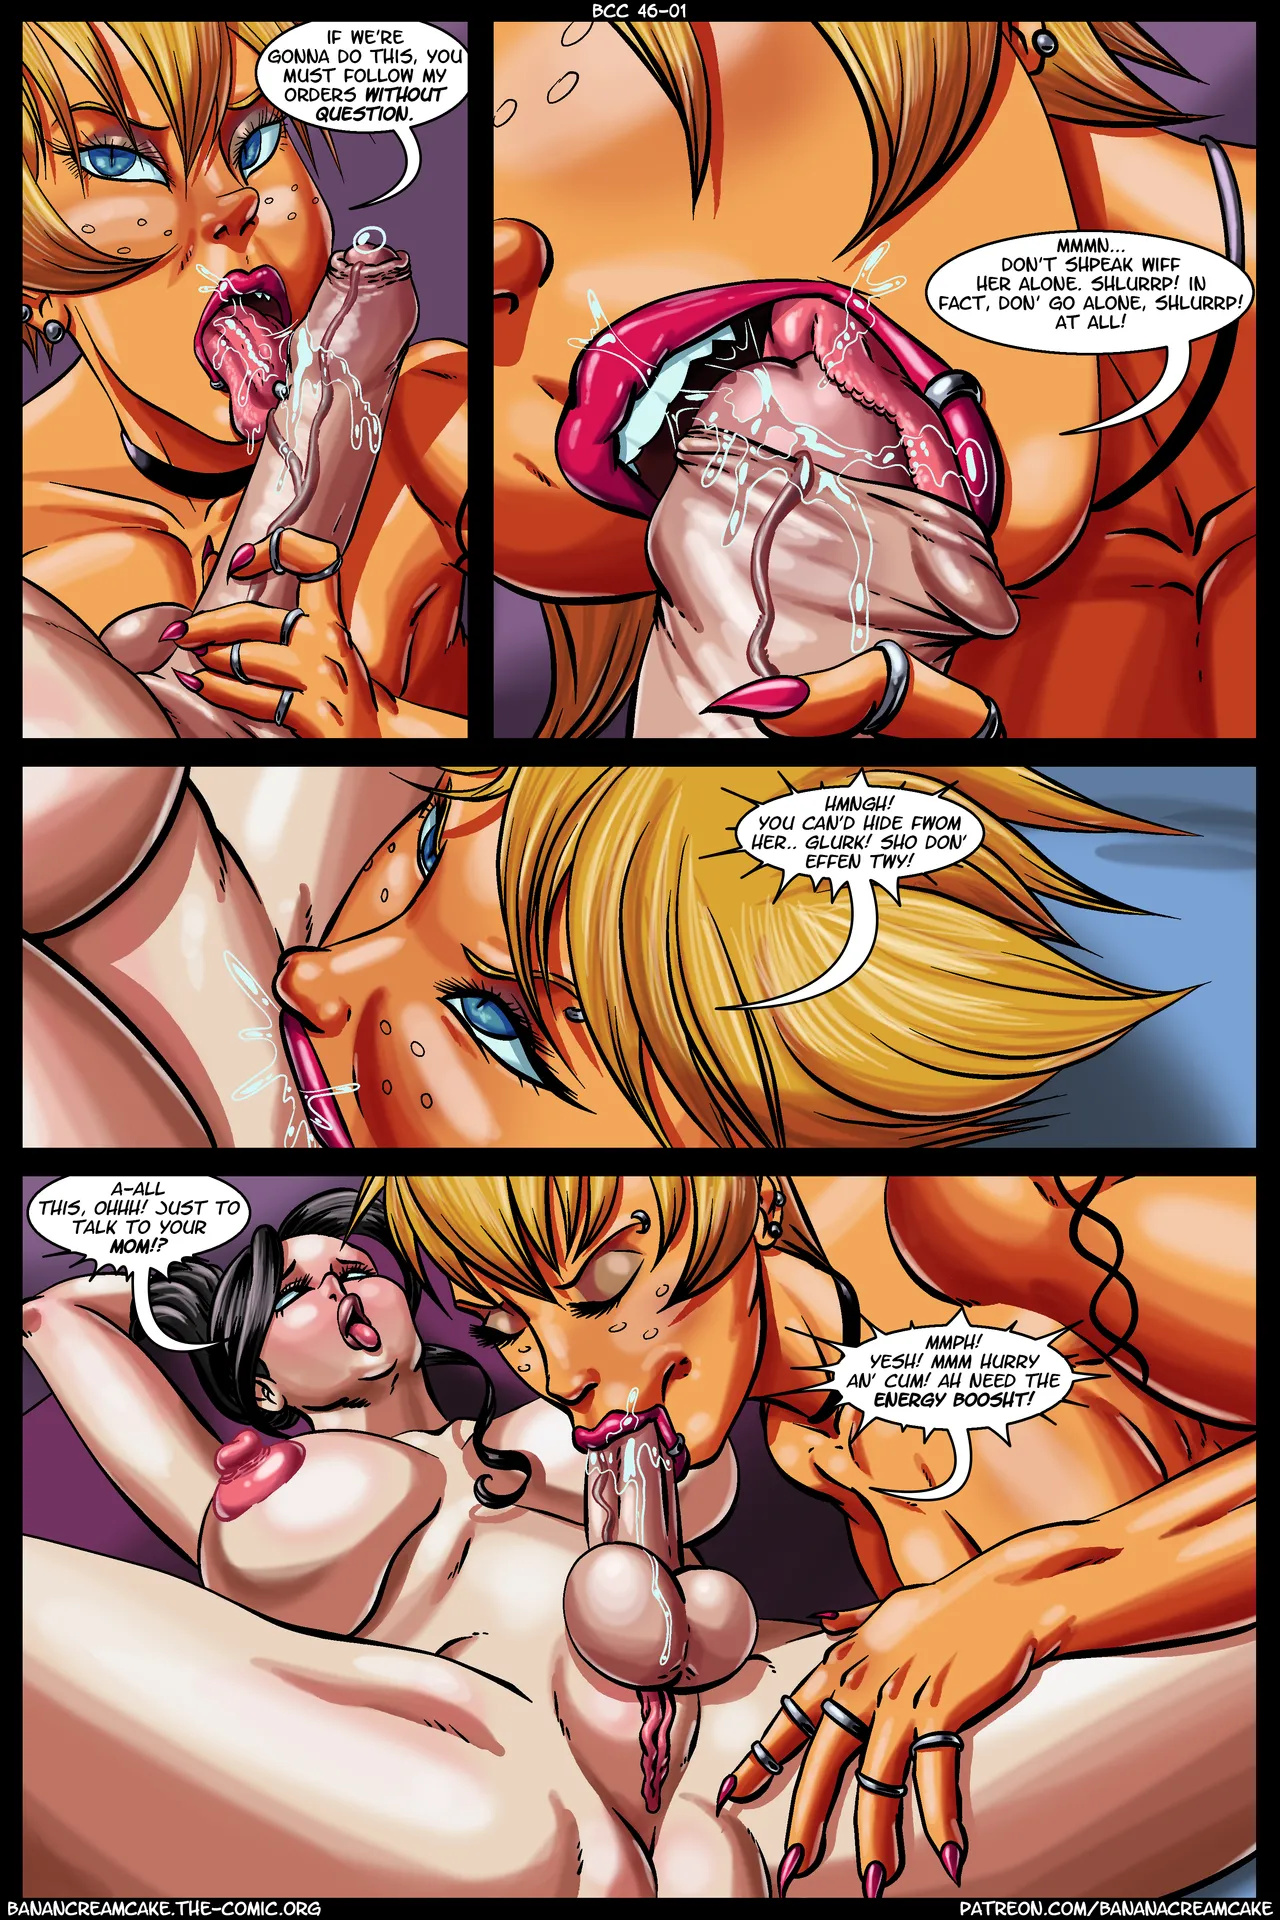 BCC 46-01
IF WE'RE
GONNA DO THIS, YOU
MUST FOLLOW MY
ORDERS WITHOUT
QUESTION.
MMMN...
DON'T SHPEAK WIFF
HER ALONE. SHLURRP! IN
FACT, DON' GO ALONE, SHLURRP!
AT ALL!
HMNGH!
YOU CAN'D HIDE FWOM
HER.. GLURK! SHO DON'
EFFEN TWY!
A-ALL
THIS, OHHH! JUST TO
TALK TO YOUR
MOM!?
MMPH!
YESH! MMM HURRY
AN' CUM! AH NEED THE
ENERGY BOOSHT!
BANANCREAMCAKE.THE-COMIC.ORG
PATREON.COM/BANANACREAMCAKE